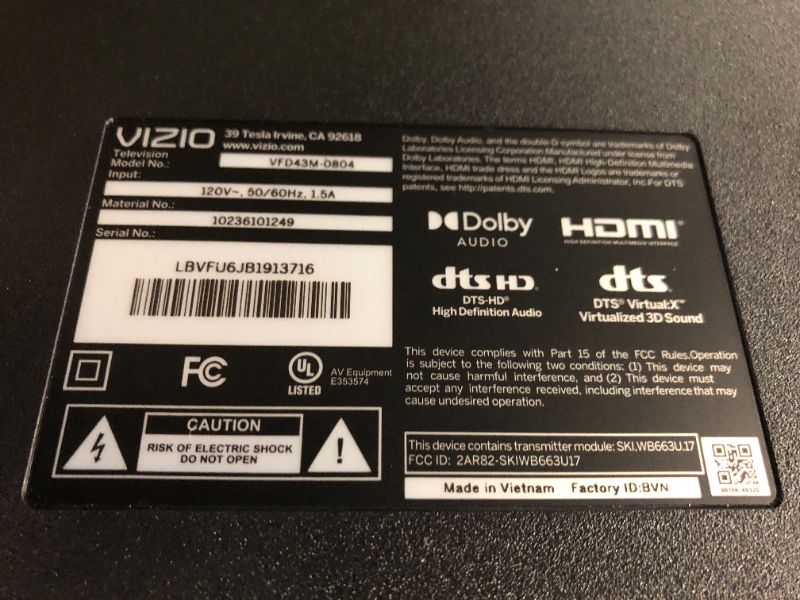 VIZIO
39 Tesla Irvine, CA 92618
www.vizio.com
Television
Model No.: VFD43M-0804
Input:
120V~, 50/60Hz, 1.5A
Material No.:
10236101249
Serial No.:
LBVFU6JB1913716
FC
UL
LISTED
AV Equipment
E353574
CAUTION
RISK OF ELECTRIC SHOCK
DO NOT OPEN
Dolby, Dolby Audio, and the double-D symbol are trademarks of Dolby
Laboratories Licensing Corporation Manufactured under license from
Dolby Laboratories. The terms HDMI, HDMI High-Definition Multimedia
Interface, HDMI trade dress and the HDMI Logos are trademarks or
registered trademarks of HDMI Licensing Administrator, Inc.For DTS
patents, see http://patents.dts.com.
Dolby
AUDIO
HDMI
HIGH DEFINITION MULTIMEDIA INTERFACE
dts HD
DTS-HD®
High Definition Audio
dts
DTS® Virtual:X™
Virtualized 3D Sound
This device complies with Part 15 of the FCC Rules.Operation
is subject to the following two conditions: (1) This device may
not cause harmful interference, and (2) This device must
accept any interference received, including interference that may
cause undesired operation.
This device contains transmitter module: SKI.WB663U.17
FCC ID: 2AR82-SKIWB663U17
Made in Vietnam Factory ID:BVN